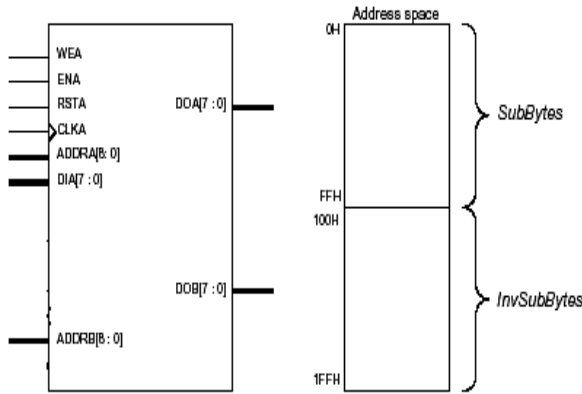 WEA
ENA
RSTA
CLKA
ADDRA[8:0]
DIA[7:0]
DOA[7:0]
DOB[7:0]
ADDRB[8:0]
Address space
0H
FFH
100H
1FFH
SubBytes
InvSubBytes